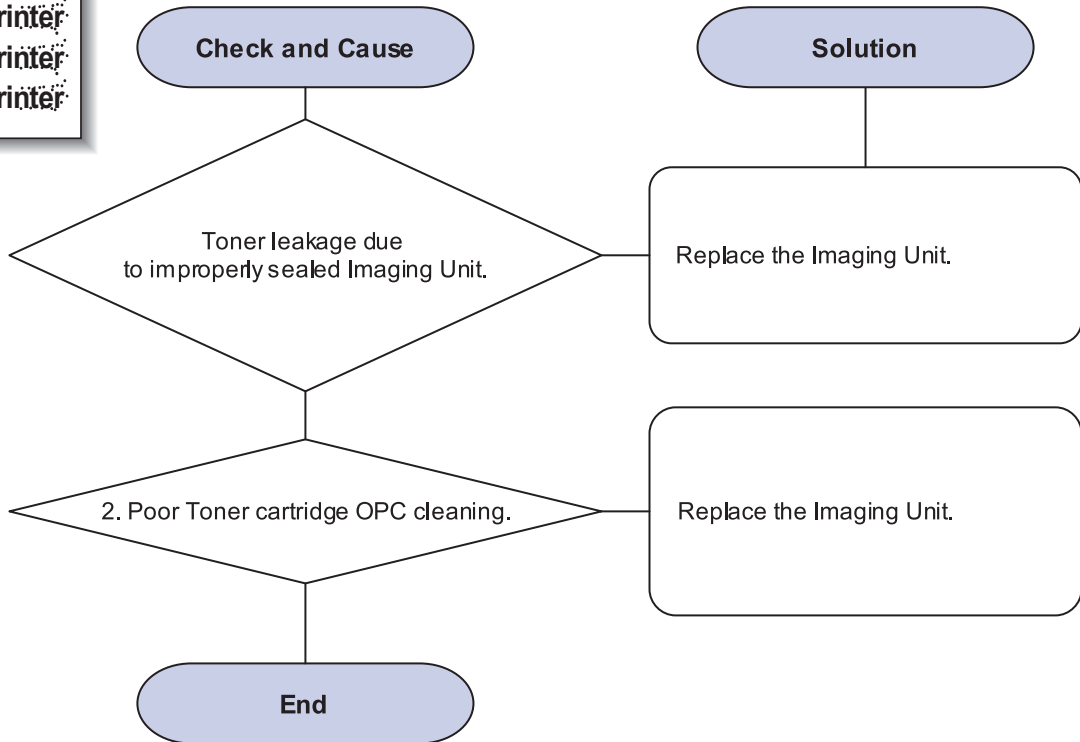 rinter
rinter
rinter
Check and Cause
Solution
Toner leakage due
to improperly sealed Imaging Unit.
Replace the Imaging Unit.
2. Poor Toner cartridge OPC cleaning.
Replace the Imaging Unit.
End